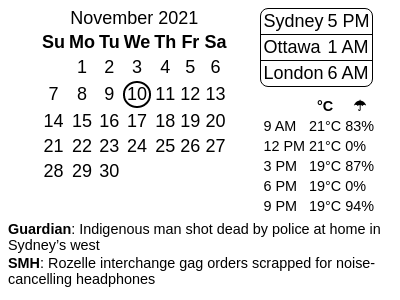 November 2021
Su Mo Tu We Th Fr Sa
1 2 3 4 5 6
7 8 9 10 11 12 13
14 15 16 17 18 19 20
21 22 23 24 25 26 27
28 29 30
Sydney 5 PM
Ottawa 1 AM
London 6 AM
°C ☂
9 AM 21°C 83%
12 PM 21°C 0%
3 PM 19°C 87%
6 PM 19°C 0%
9 PM 19°C 94%
Guardian: Indigenous man shot dead by police at home in
Sydney's west
SMH: Rozelle interchange gag orders scrapped for noise-
cancelling headphones